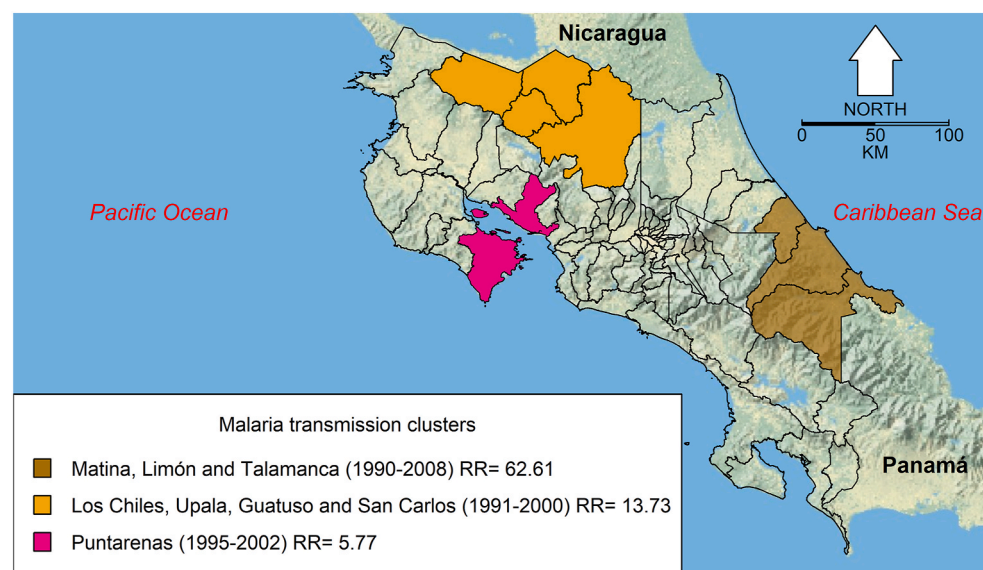 Nicaragua
NORTH
0 50 100
KM
Pacific Ocean
Caribbean Sea
Panamá
Malaria transmission clusters
Matina, Limón and Talamanca (1990-2008) RR= 62.61
Los Chiles, Upala, Guatuso and San Carlos (1991-2000) RR= 13.73
Puntarenas (1995-2002) RR= 5.77